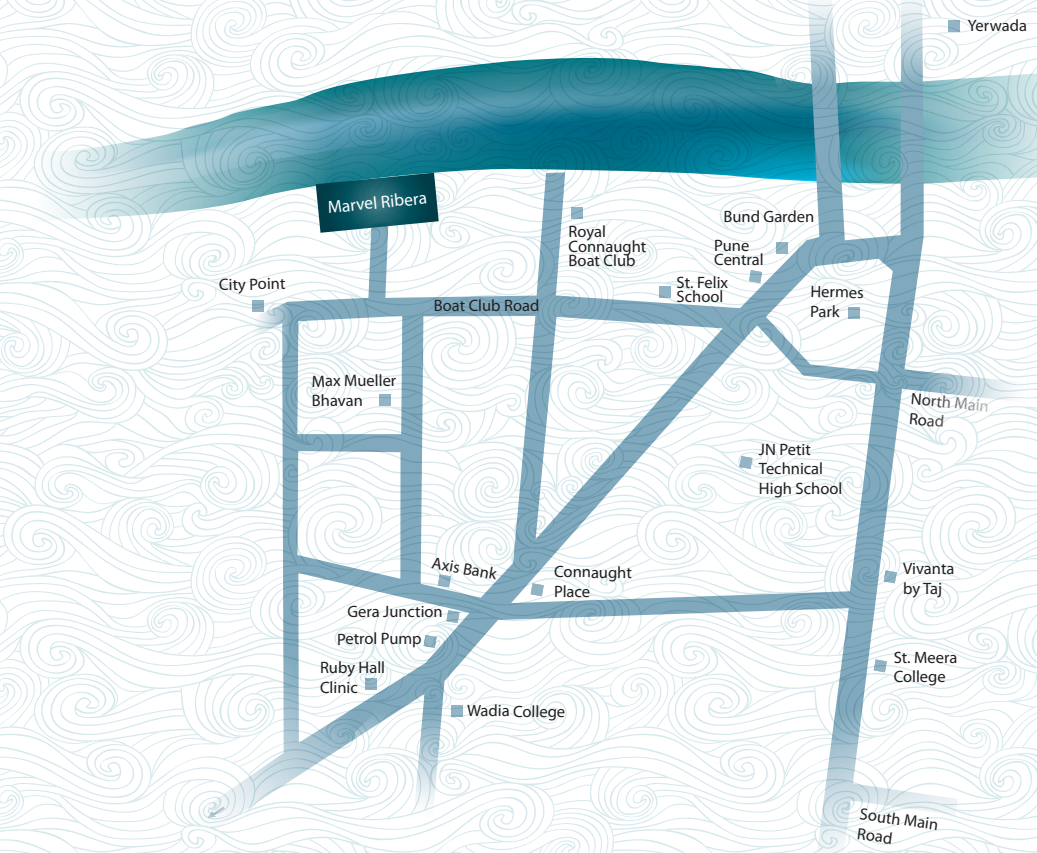 Yerwada
Marvel Ribera
Bund Garden
Royal
Connaught
Boat Club
Pune
Central
City Point
St. Felix
School
Hermes
Park
Boat Club Road
Max Mueller
Bhavan
North Main
Road
JN Petit
Technical
High School
Axis Bank
Connaught
Place
Vivanta
by Taj
Gera Junction
Petrol Pump
Ruby Hall
Clinic
St. Meera
College
Wadia College
South Main
Road